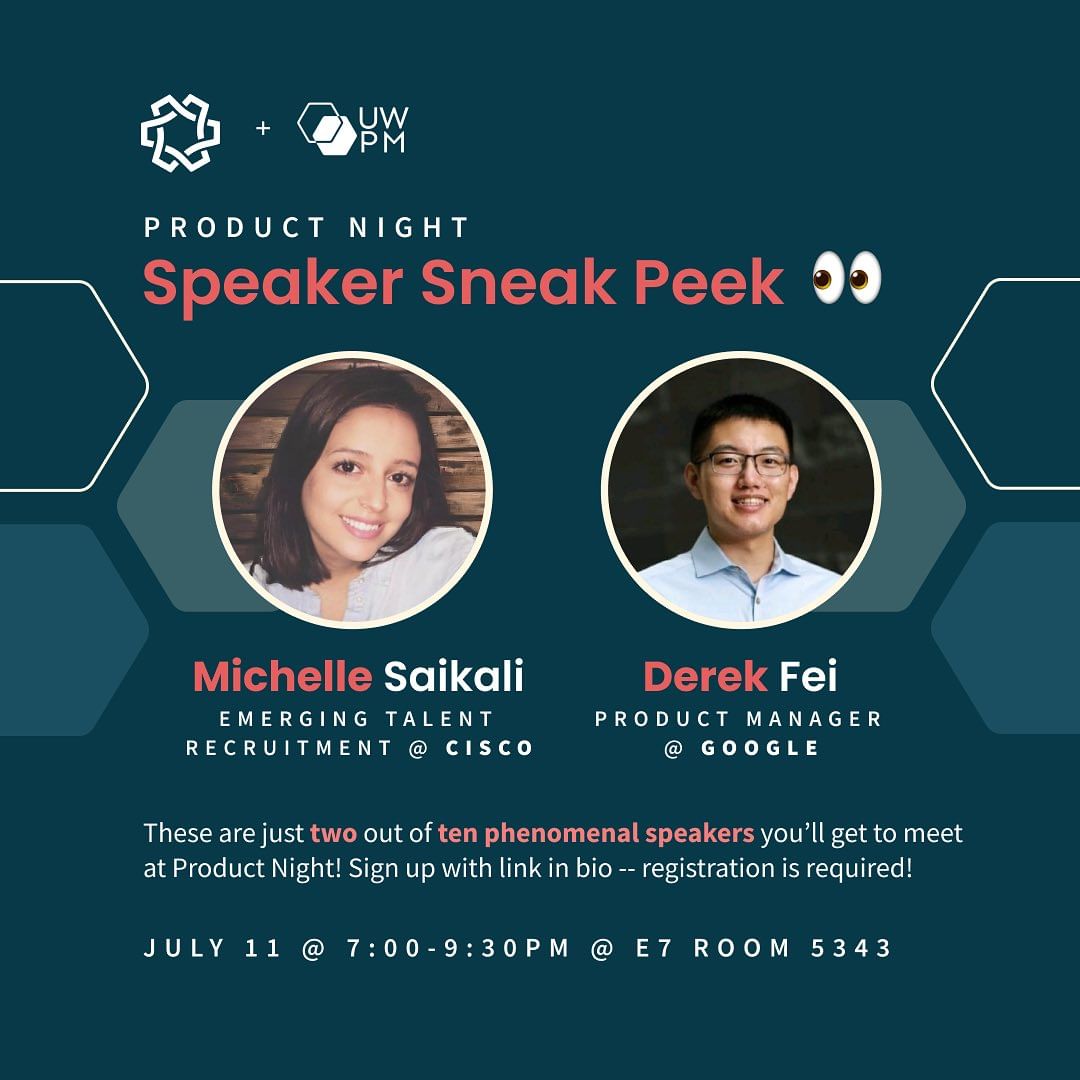 + UW
PM
PRODUCT NIGHT
Speaker Sneak Peek 👀
Michelle Saikali
EMERGING TALENT
RECRUITMENT @ CISCO
Derek Fei
PRODUCT MANAGER
@ GOOGLE
These are just two out of ten phenomenal speakers you’ll get to meet
at Product Night! Sign up with link in bio -- registration is required!
JULY 11 @ 7:00-9:30PM @ E7 ROOM 5343